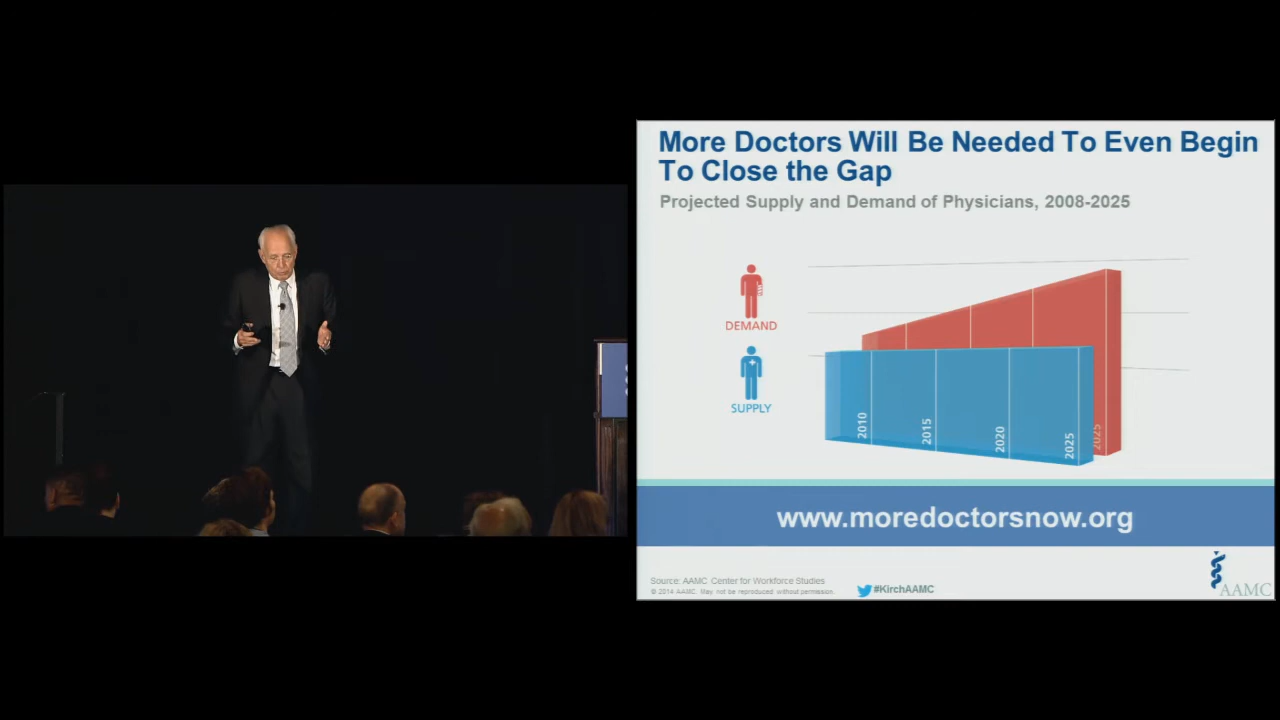 More Doctors Will Be Needed To Even Begin
To Close the Gap
Projected Supply and Demand of Physicians, 2008-2025
DEMAND
SUPPLY
2010
2015
2020
2025
2025
www.moredoctorsnow.org
Source: AAMC Center for Workforce Studies
© 2014 AAMC. May not be reproduced without permission.
#KirchAAMC
AAMC